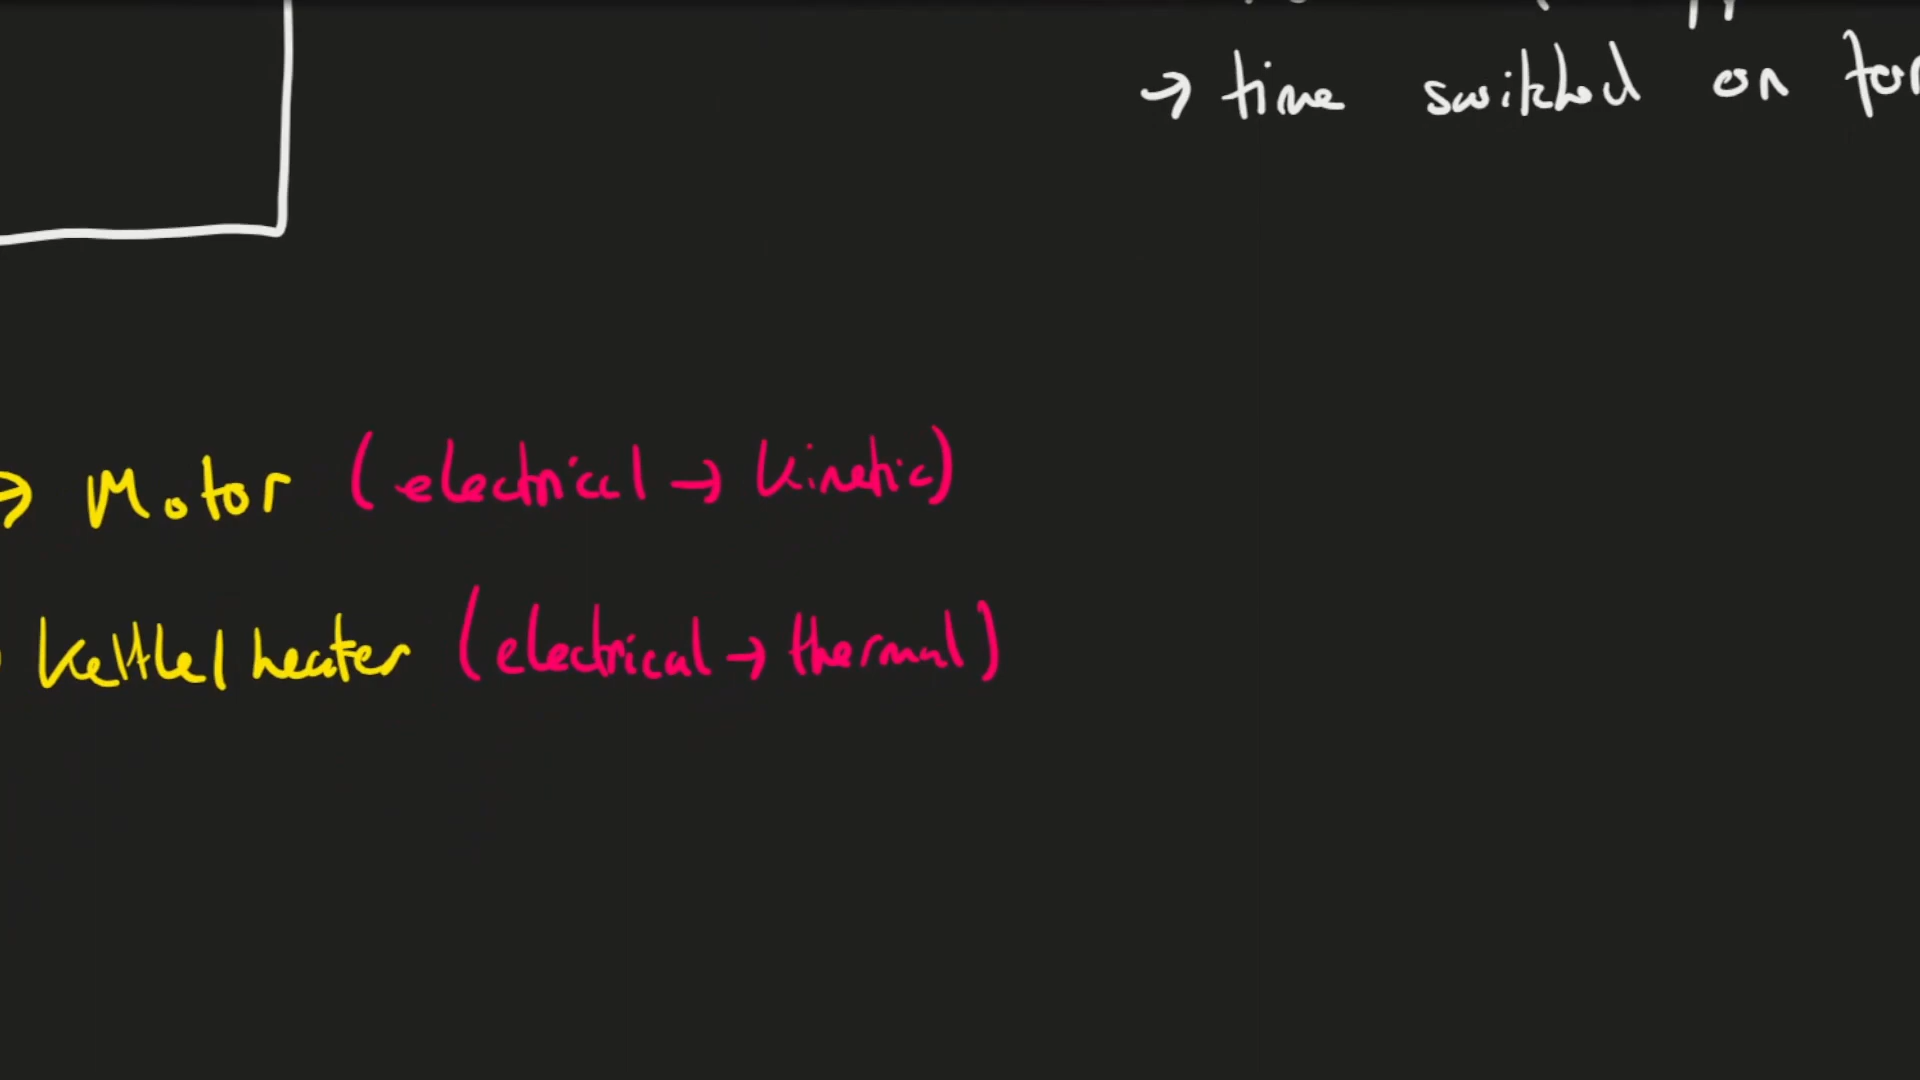 → time switched on for
→ Motor (electrical → kinetic)
kettle/heater (electrical → thermal)